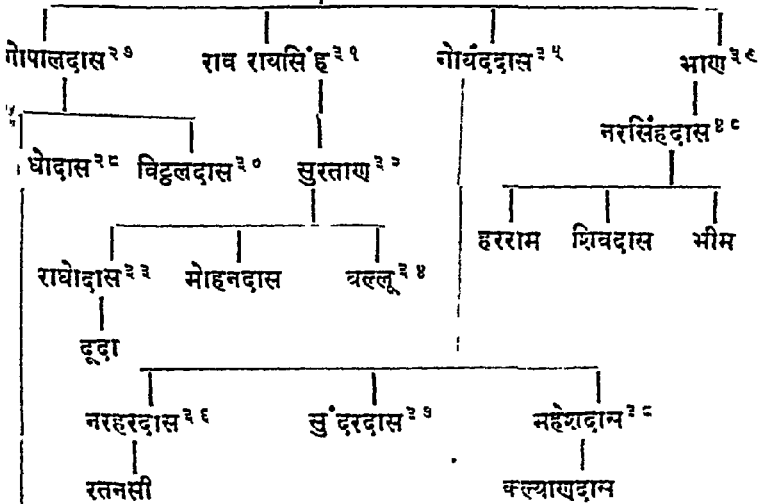 गोपालदास२७ राव रायसिंह३१ गोयंददास३५ भाण३९
नरसिंहदास४०
घोदास२८ विट्ठलदास३० सुरताण३२
हरराम शिवदास भीम
राघोदास३३ मोहनदास बल्लू३४
दूदा
नरहरदास३६ सुंदरदास३७ महेशदास३८
रतनसी कल्याणदास